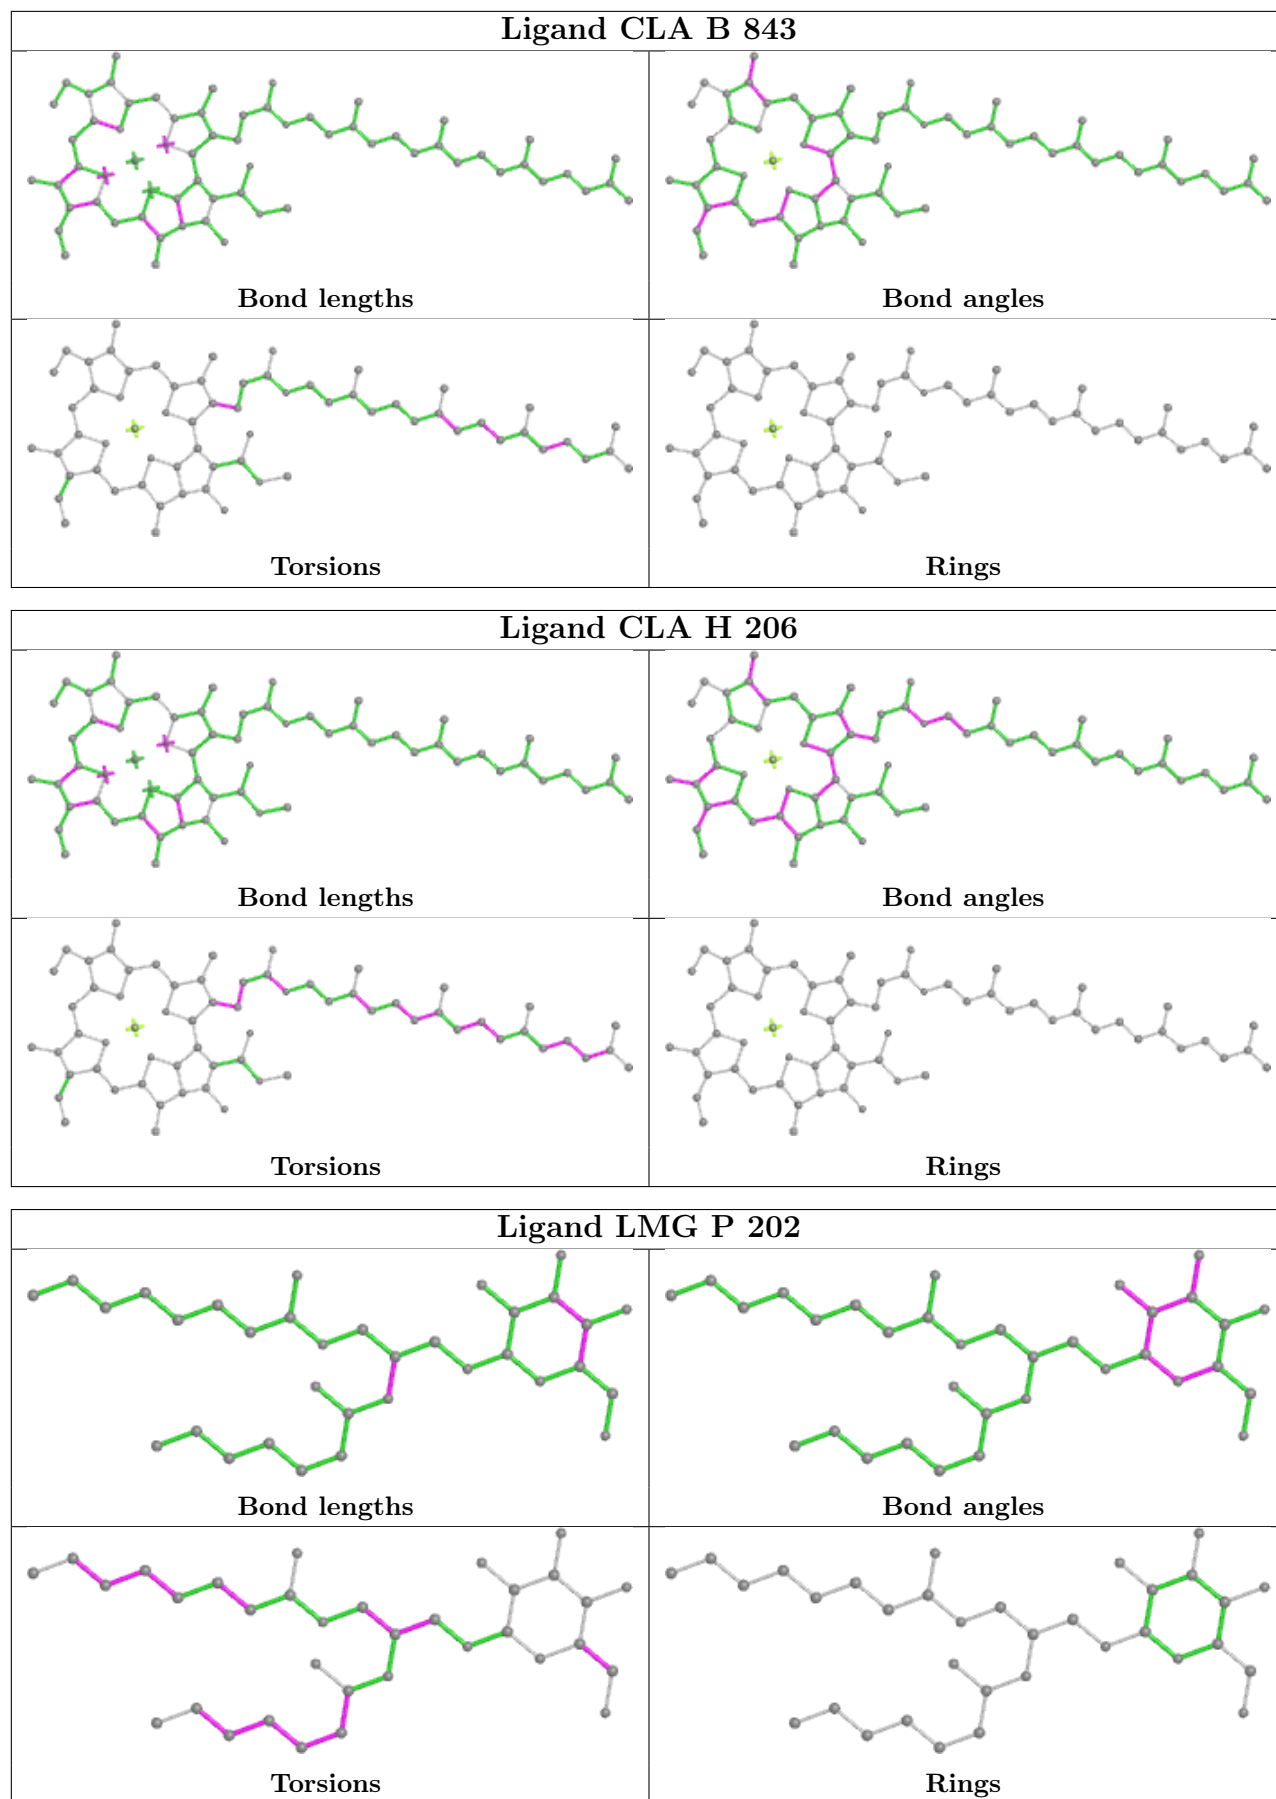 Ligand CLA B 843
Bond lengths
Bond angles
Torsions
Rings
Ligand CLA H 206
Bond lengths
Bond angles
Torsions
Rings
Ligand LMG P 202
Bond lengths
Bond angles
Torsions
Rings